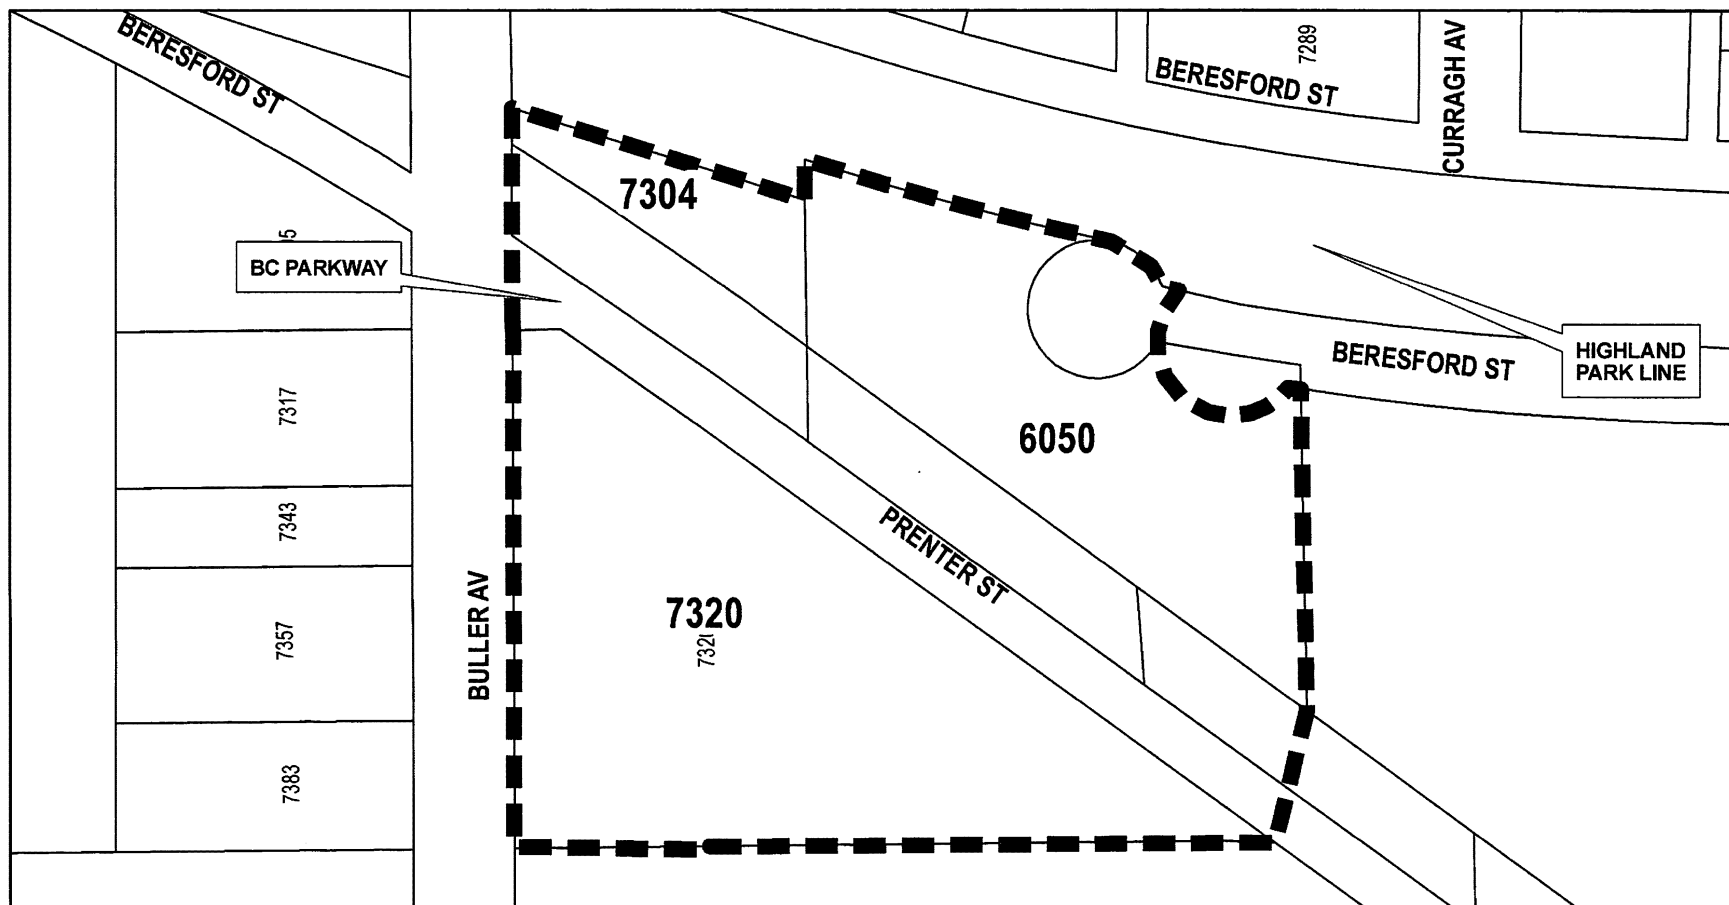 BERESFORD ST
7289
BERESFORD ST
CURRAGH AV
7304
BC PARKWAY
BERESFORD ST
HIGHLAND
PARK LINE
7317
6050
7343
PRENTER ST
7320
7357
BULLER AV
7383